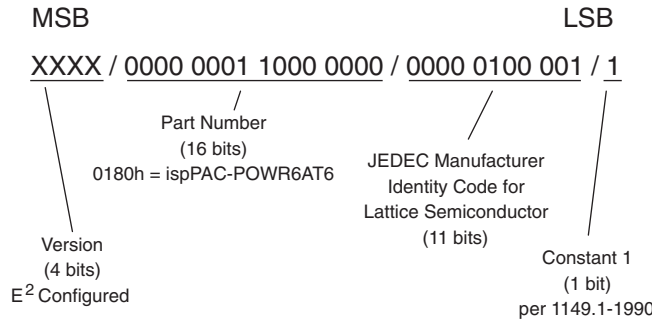 MSB LSB
XXXX / 0000 0001 1000 0000 / 0000 0100 001 / 1
Part Number
(16 bits)
0180h = ispPAC-POWR6AT6
JEDEC Manufacturer
Identity Code for
Lattice Semiconductor
(11 bits)
Version
(4 bits)
E² Configured
Constant 1
(1 bit)
per 1149.1-1990